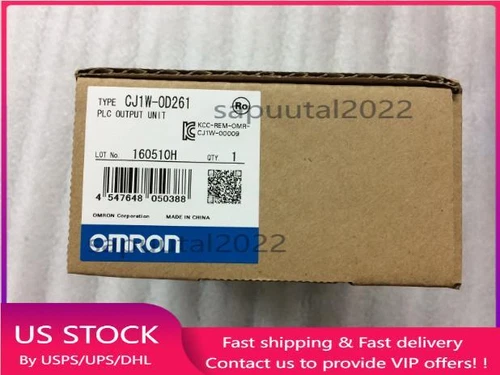 TYPE CJ1W-OD261
PLC OUTPUT UNIT
Ro
sapuutal2022
KCC-REM-OMR-
CJ1W-00009
LOT No. 160510H QTY. 1
4 547648 050388
OMRON Corporation MADE IN CHINA
sapuutal2022
OMRON
US STOCK
By USPS/UPS/DHL
Fast shipping & Fast delivery
Contact us to provide VIP offers! !